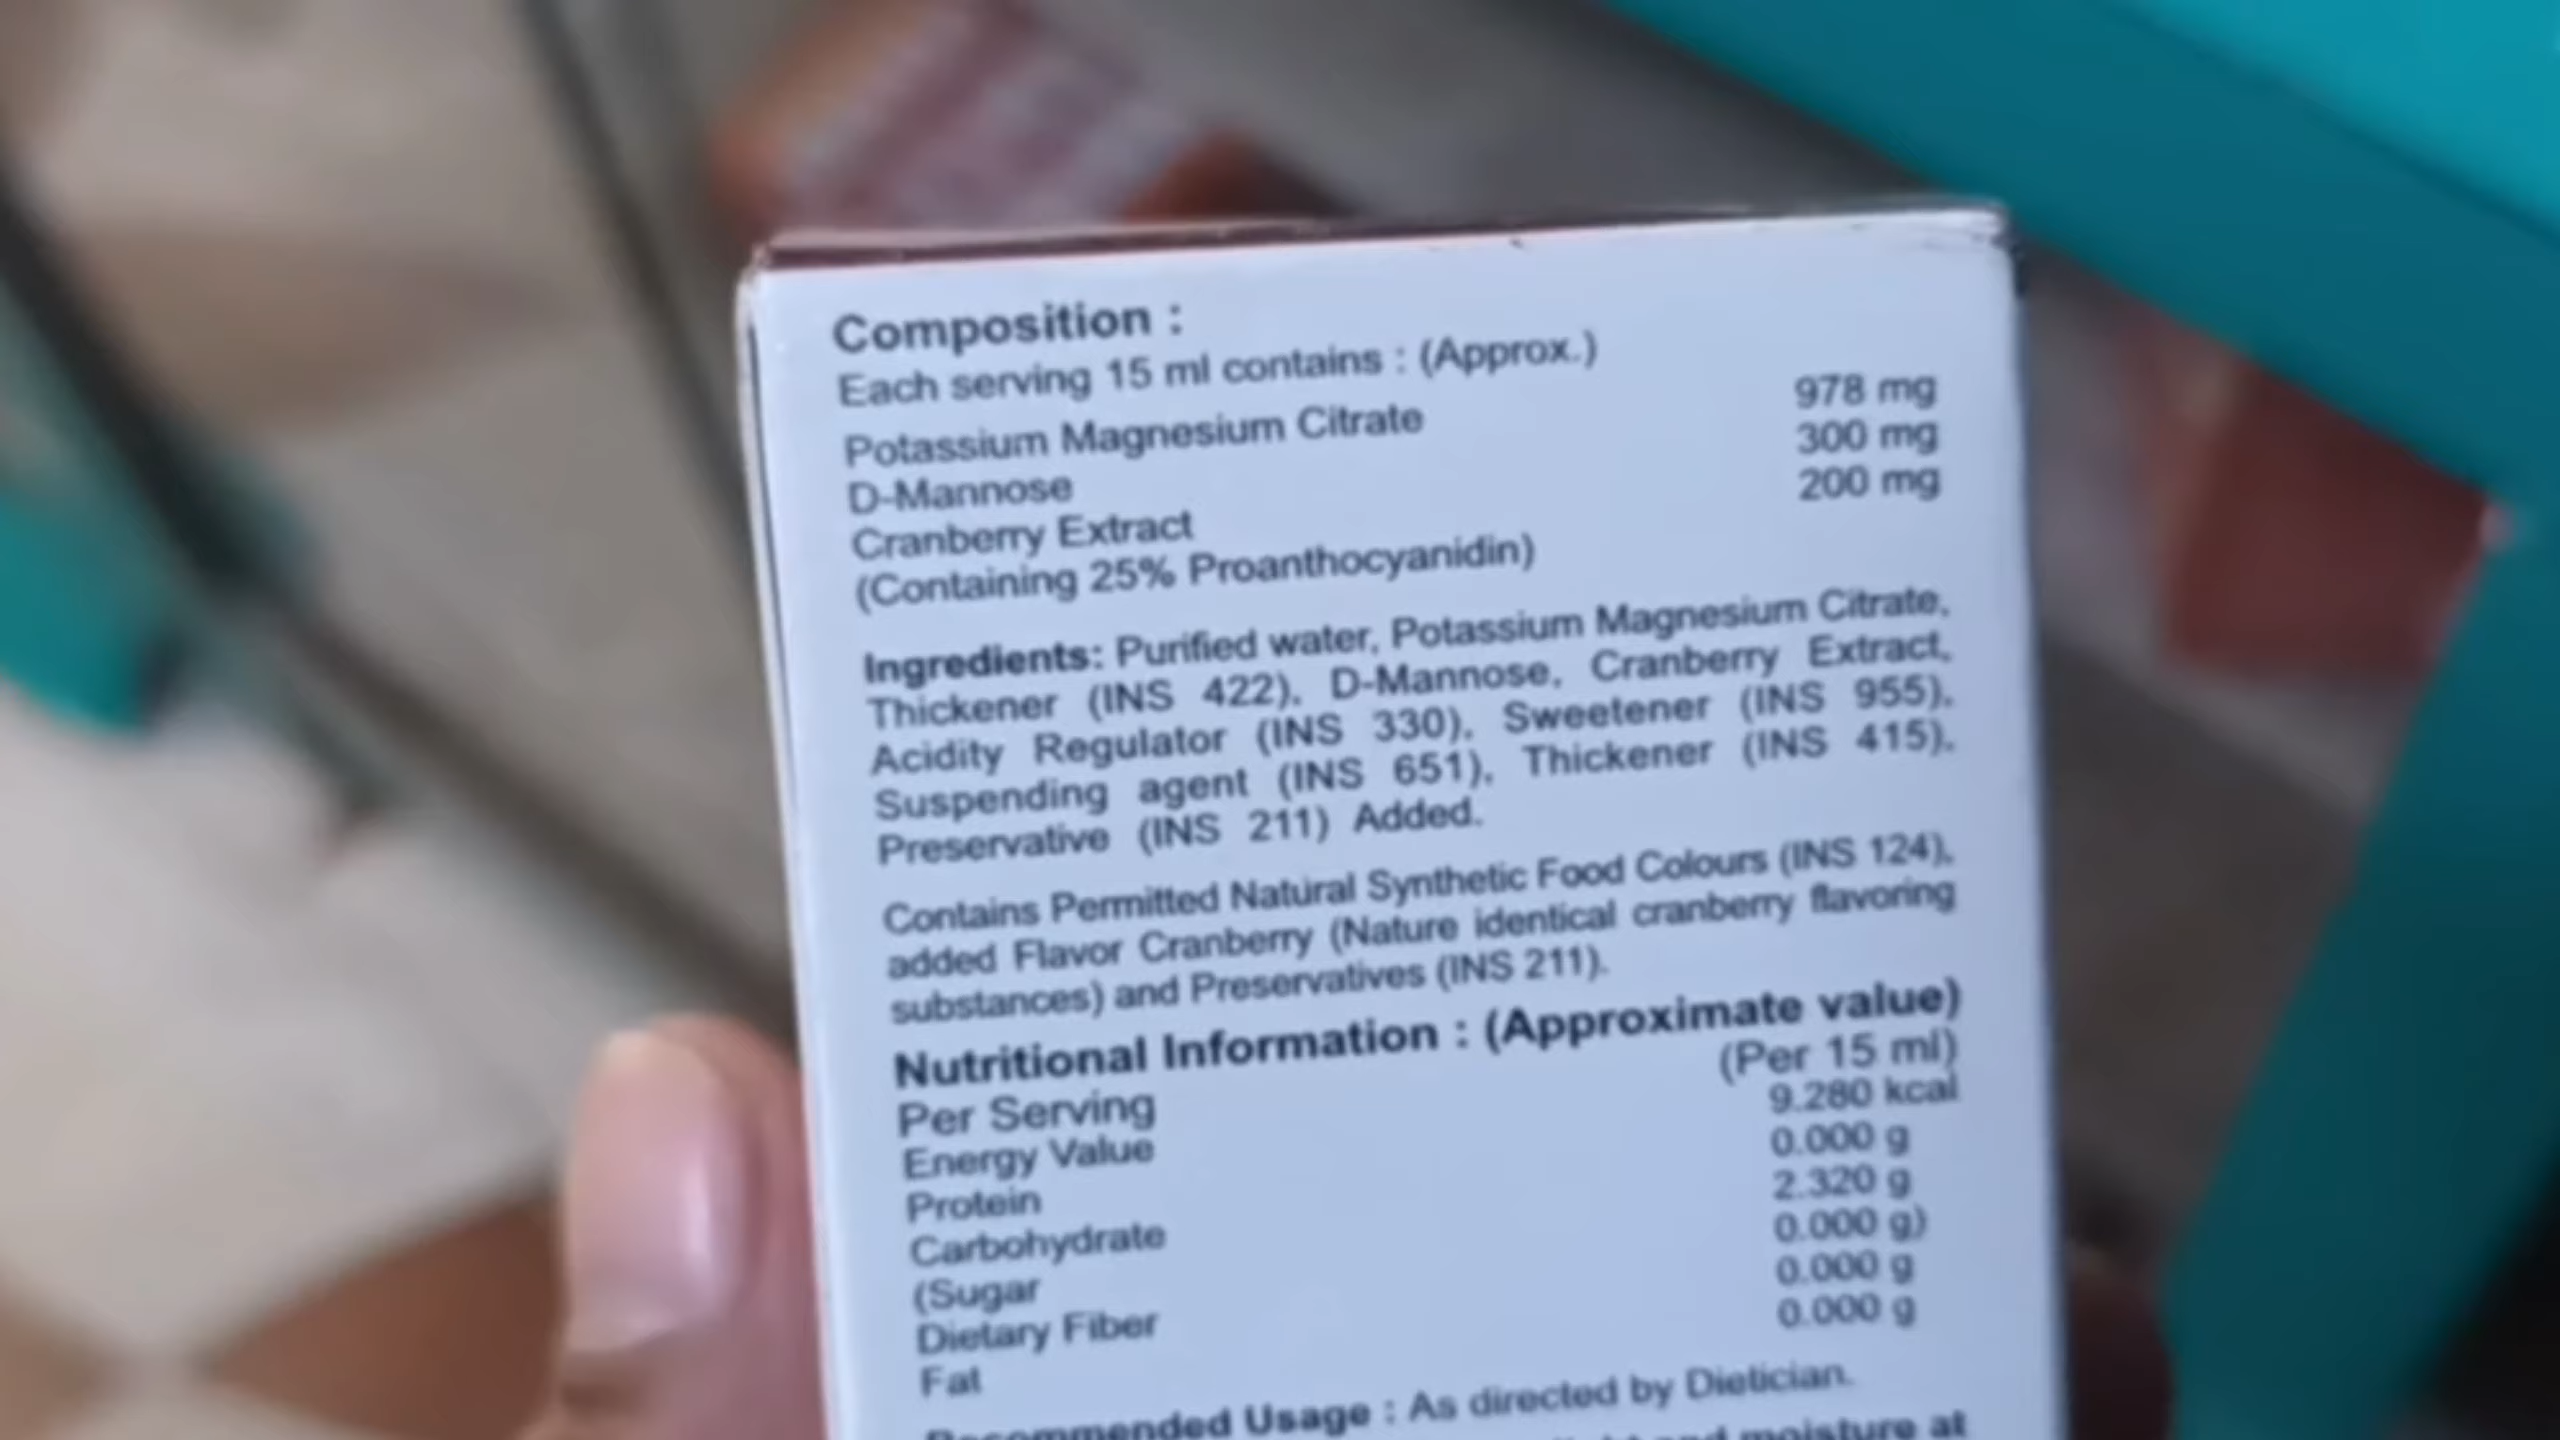 Composition :
Each serving 15 ml contains : (Approx.)
Potassium Magnesium Citrate 978 mg
D-Mannose 300 mg
Cranberry Extract 200 mg
(Containing 25% Proanthocyanidin)
Ingredients: Purified water, Potassium Magnesium Citrate,
Thickener (INS 422), D-Mannose, Cranberry Extract,
Acidity Regulator (INS 330), Sweetener (INS 955),
Suspending agent (INS 651), Thickener (INS 415),
Preservative (INS 211) Added.
Contains Permitted Natural Synthetic Food Colours (INS 124),
added Flavor Cranberry (Nature identical cranberry flavoring
substances) and Preservatives (INS 211).
Nutritional Information : (Approximate value)
Per Serving (Per 15 ml)
Energy Value 9.280 kcal
Protein 0.000 g
Carbohydrate 2.320 g
(Sugar 0.000 g)
Dietary Fiber 0.000 g
Fat 0.000 g
Recommended Usage : As directed by Dietician.
and moisture at